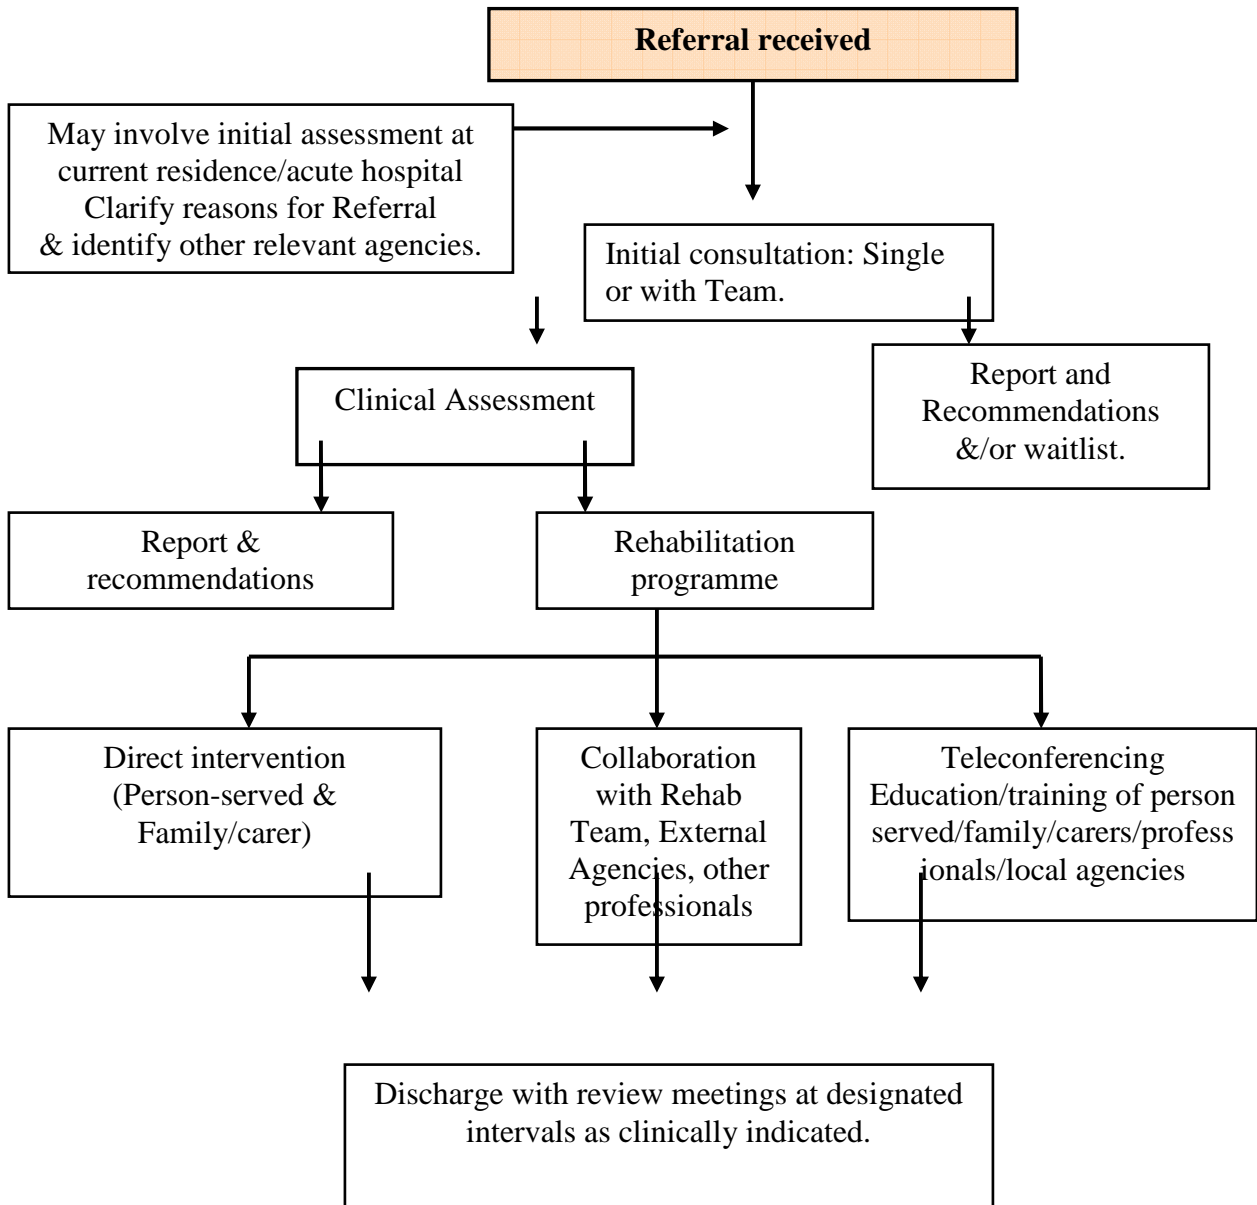 Referral received
May involve initial assessment at
current residence/acute hospital
Clarify reasons for Referral
& identify other relevant agencies.
Initial consultation: Single
or with Team.
Clinical Assessment
Report and
Recommendations
&/or waitlist.
Report &
recommendations
Rehabilitation
programme
Direct intervention
(Person-served &
Family/carer)
Collaboration
with Rehab
Team, External
Agencies, other
professionals
Teleconferencing
Education/training of person
served/family/carers/profess
ionals/local agencies
Discharge with review meetings at designated
intervals as clinically indicated.